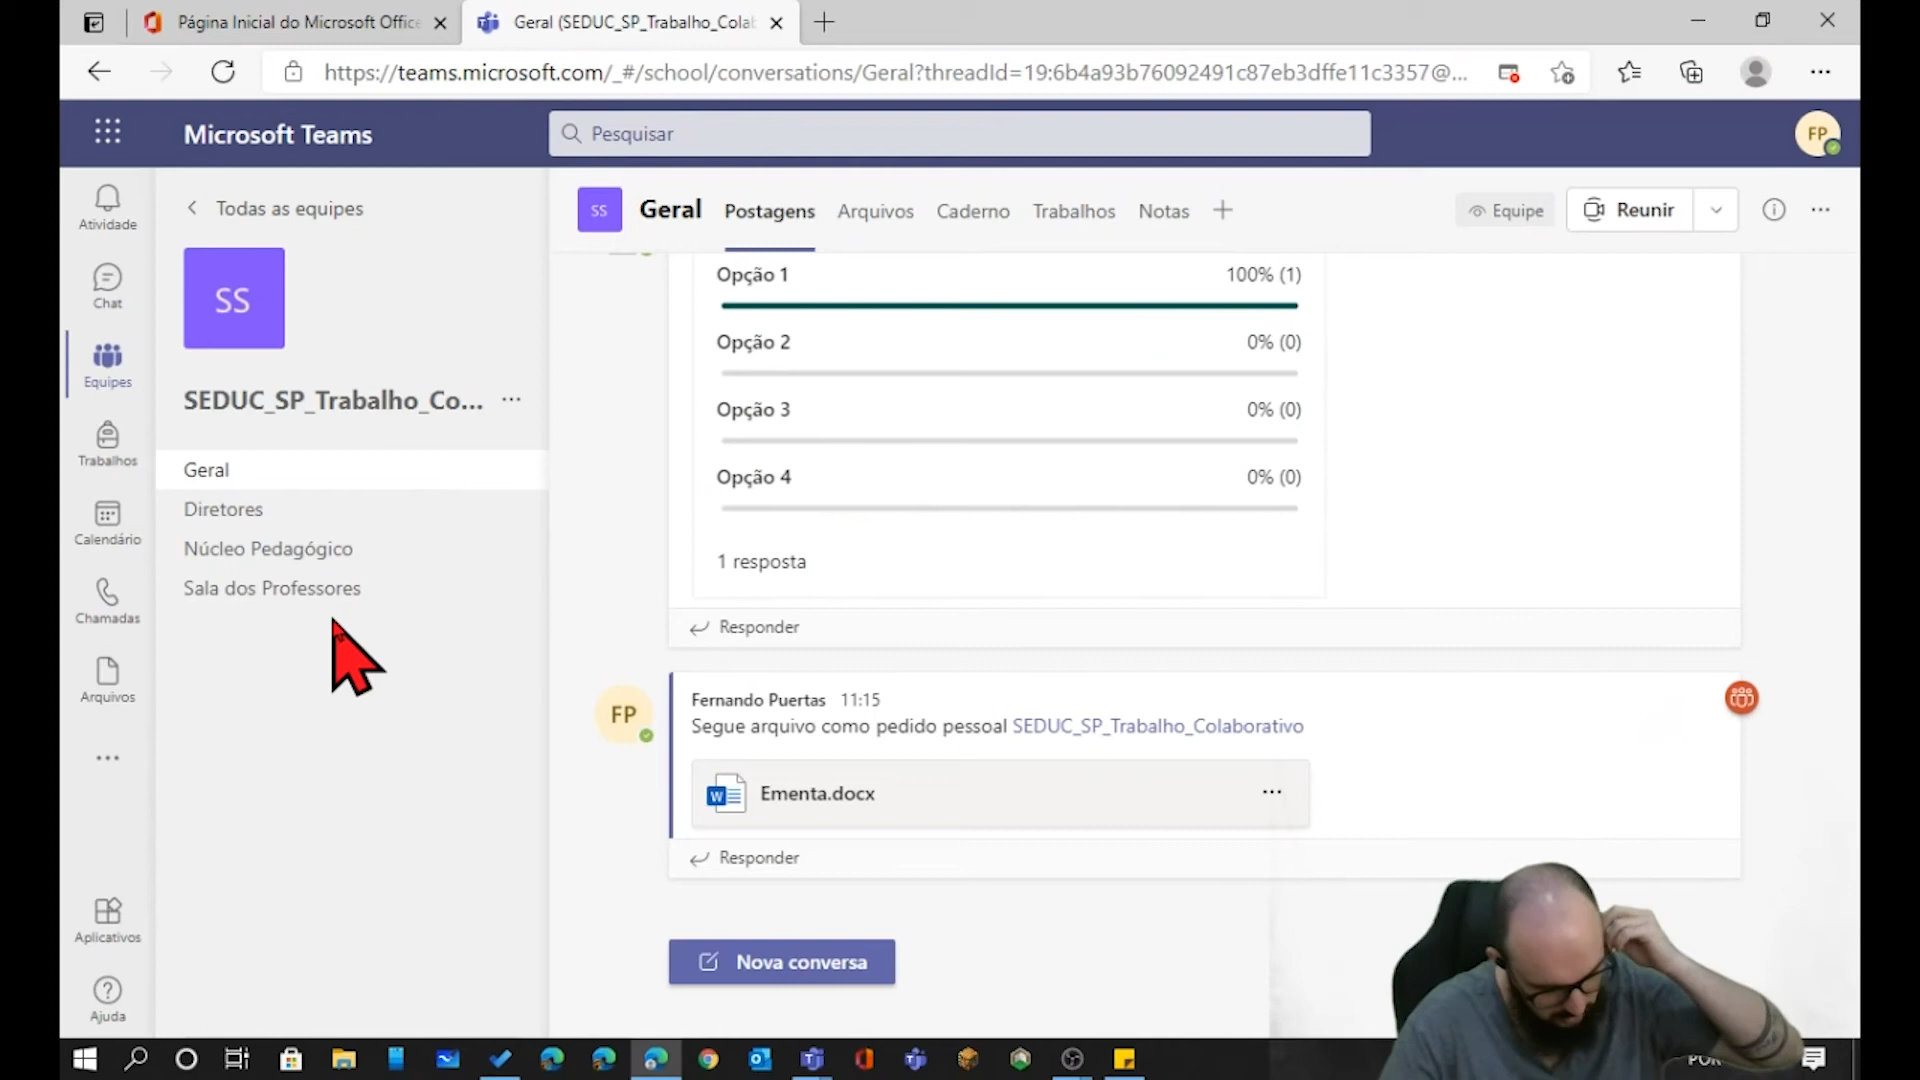 Página Inicial do Microsoft Office
Geral (SEDUC_SP_Trabalho_Colab
https://teams.microsoft.com/_#/school/conversations/Geral?threadId=19:6b4a93b76092491c87eb3dffe11c3357@...
Microsoft Teams
Pesquisar
FP
Atividade
Chat
Equipes
Trabalhos
Calendário
Chamadas
Arquivos
Aplicativos
Ajuda
Todas as equipes
SS
SEDUC_SP_Trabalho_Co...
Geral
Diretores
Núcleo Pedagógico
Sala dos Professores
SS
Geral
Postagens
Arquivos
Caderno
Trabalhos
Notas
Equipe
Reunir
Opção 1 100% (1)
Opção 2 0% (0)
Opção 3 0% (0)
Opção 4 0% (0)
1 resposta
Responder
FP
Fernando Puertas 11:15
Segue arquivo como pedido pessoal SEDUC_SP_Trabalho_Colaborativo
Ementa.docx
Responder
Nova conversa
POR